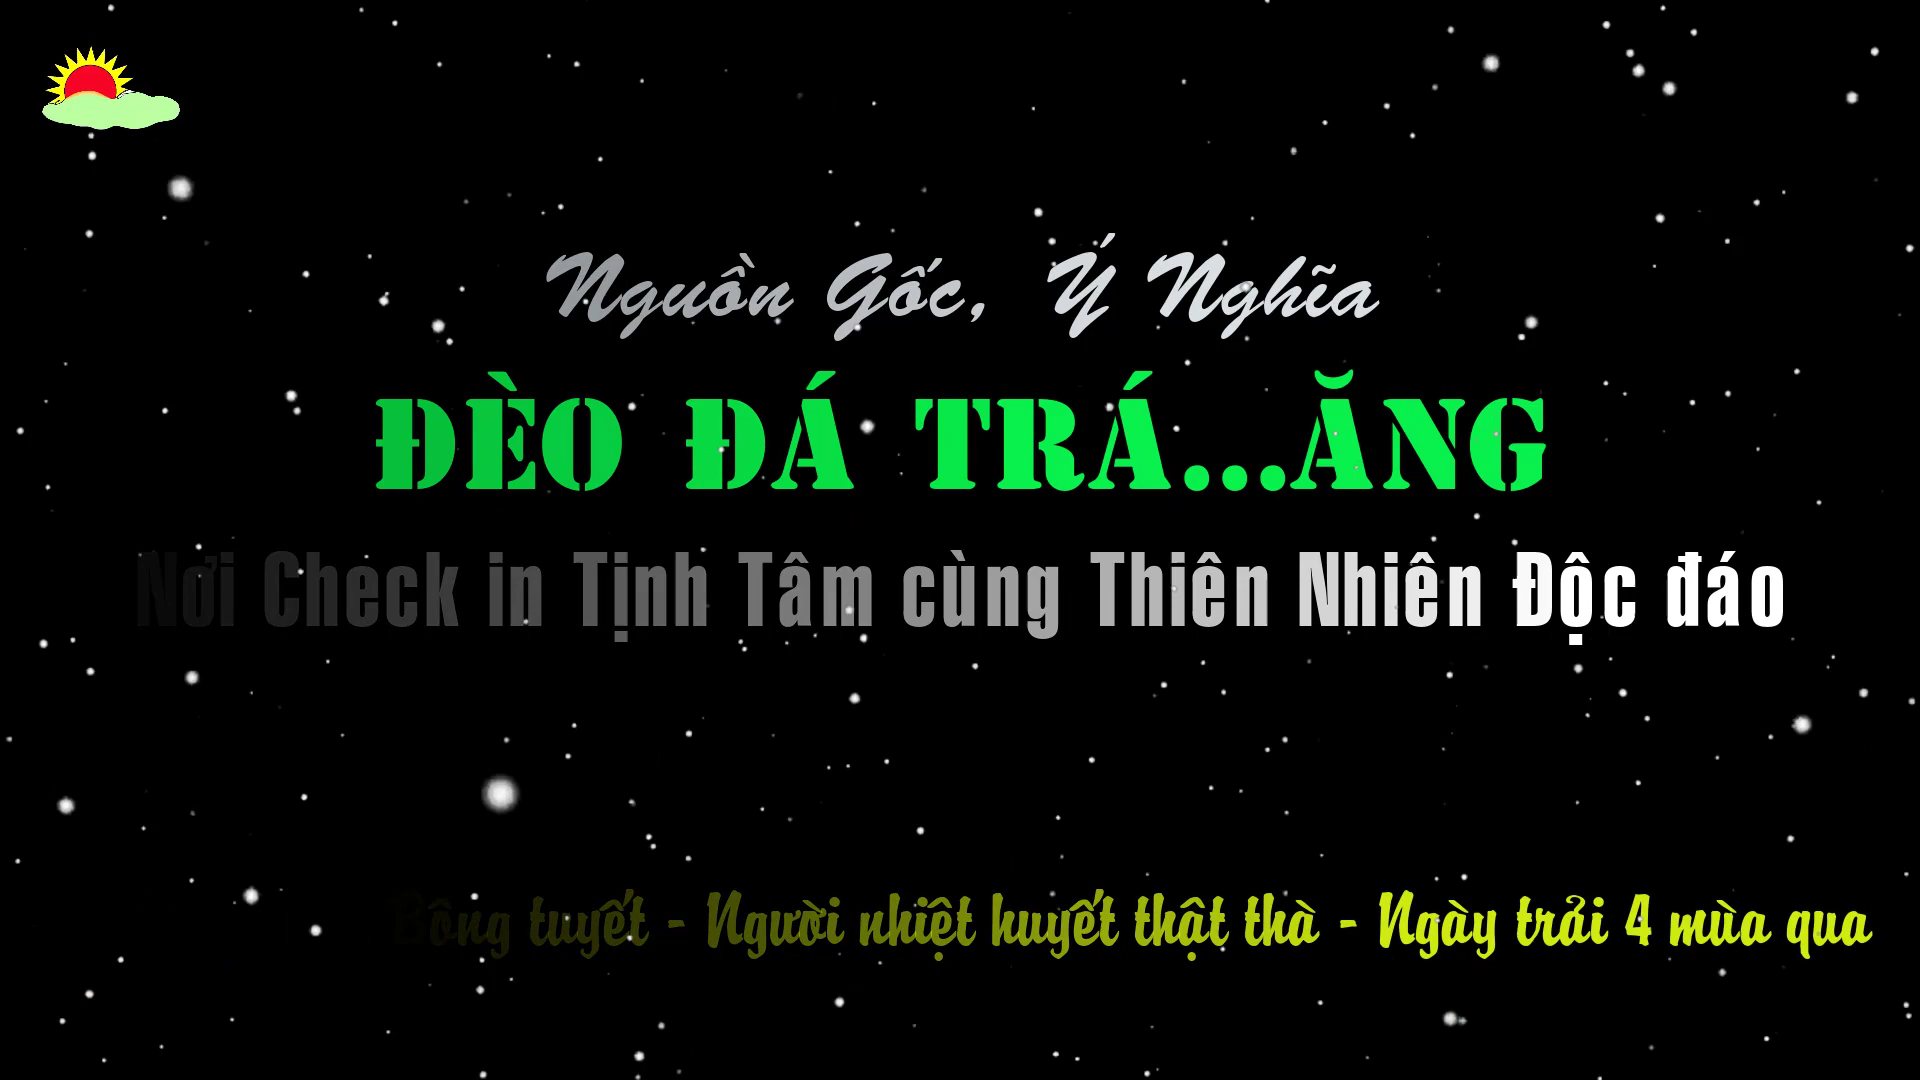 Nguồn Gốc, Ý Nghĩa
ĐÈO ĐÁ TRÁ...ĂNG
Nơi Check in Tịnh Tâm cùng Thiên Nhiên Độc đáo
Bông tuyết - Người nhiệt huyết thật thà - Ngày trải 4 mùa qua